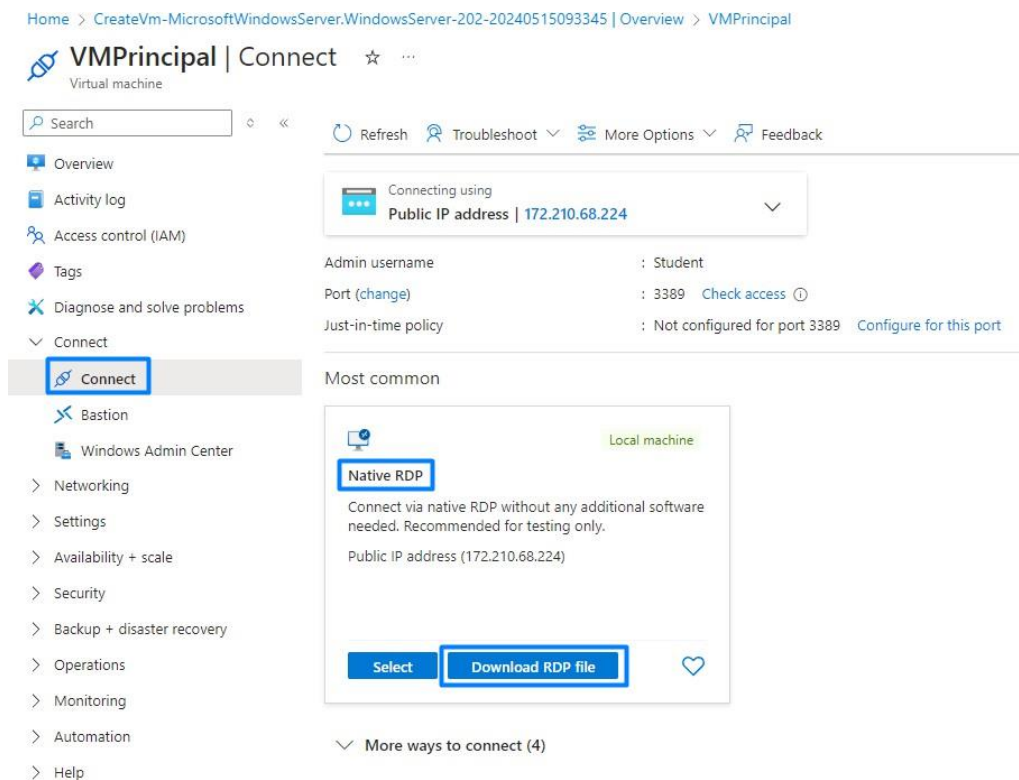 Home > CreateVm-MicrosoftWindowsServer.WindowsServer-202-20240515093345 | Overview > VMPrincipal
VMPrincipal | Connect
Virtual machine
Search
Overview
Activity log
Access control (IAM)
Tags
Diagnose and solve problems
Connect
Connect
Bastion
Windows Admin Center
Networking
Settings
Availability + scale
Security
Backup + disaster recovery
Operations
Monitoring
Automation
Help
Refresh Troubleshoot More Options Feedback
Connecting using
Public IP address | 172.210.68.224
Admin username : Student
Port (change) : 3389 Check access
Just-in-time policy : Not configured for port 3389 Configure for this port
Most common
Local machine
Native RDP
Connect via native RDP without any additional software
needed. Recommended for testing only.
Public IP address (172.210.68.224)
Select Download RDP file
More ways to connect (4)